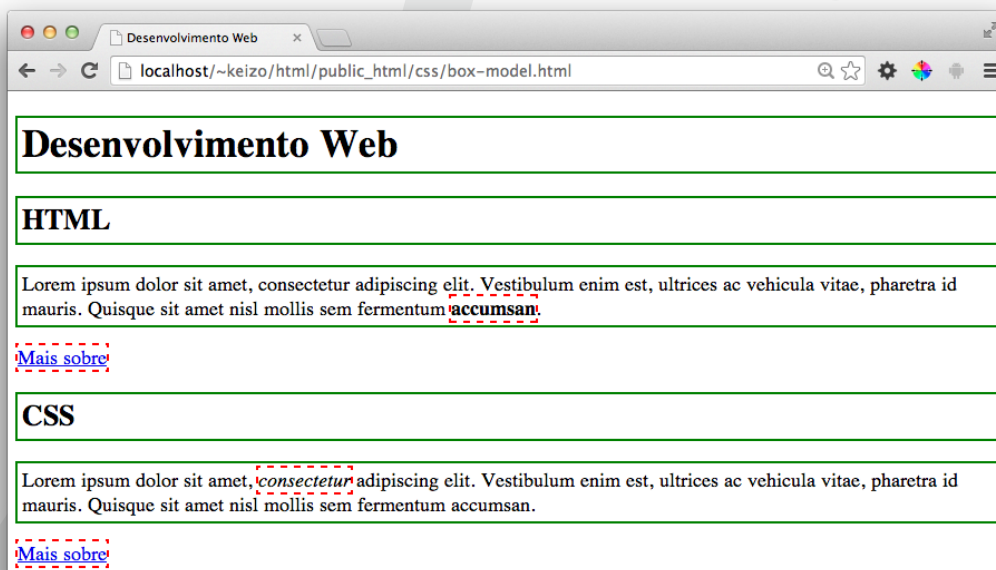 Desenvolvimento Web
localhost/~keizo/html/public_html/css/box-model.html
Desenvolvimento Web
HTML
Lorem ipsum dolor sit amet, consectetur adipiscing elit. Vestibulum enim est, ultrices ac vehicula vitae, pharetra id
mauris. Quisque sit amet nisl mollis sem fermentum accumsan.
Mais sobre
CSS
Lorem ipsum dolor sit amet, consectetur adipiscing elit. Vestibulum enim est, ultrices ac vehicula vitae, pharetra id
mauris. Quisque sit amet nisl mollis sem fermentum accumsan.
Mais sobre